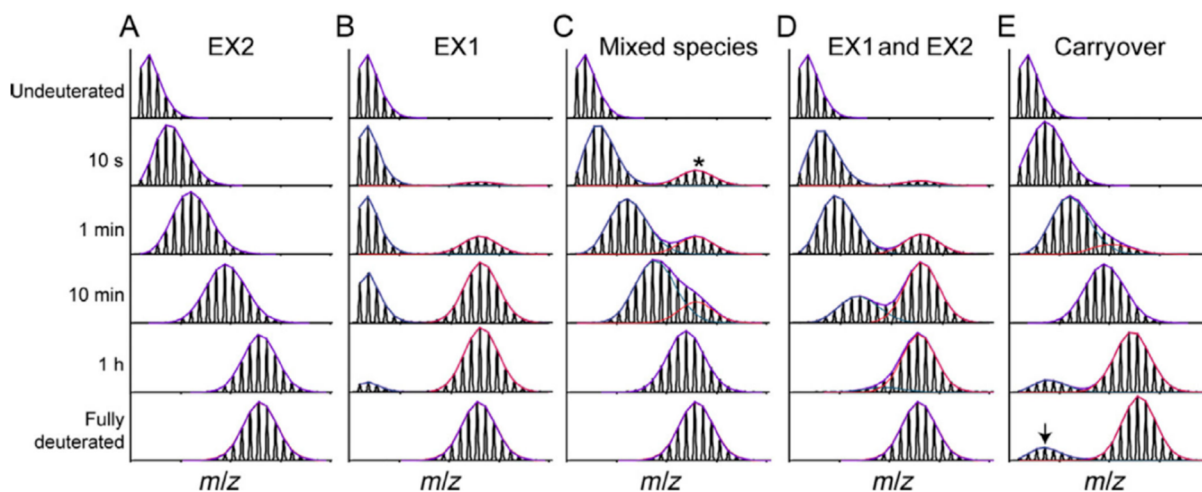 A B C D E
EX2 EX1 Mixed species EX1 and EX2 Carryover
Undeuterated
10 s
*
1 min
10 min
1 h
Fully
deuterated
m/z m/z m/z m/z m/z